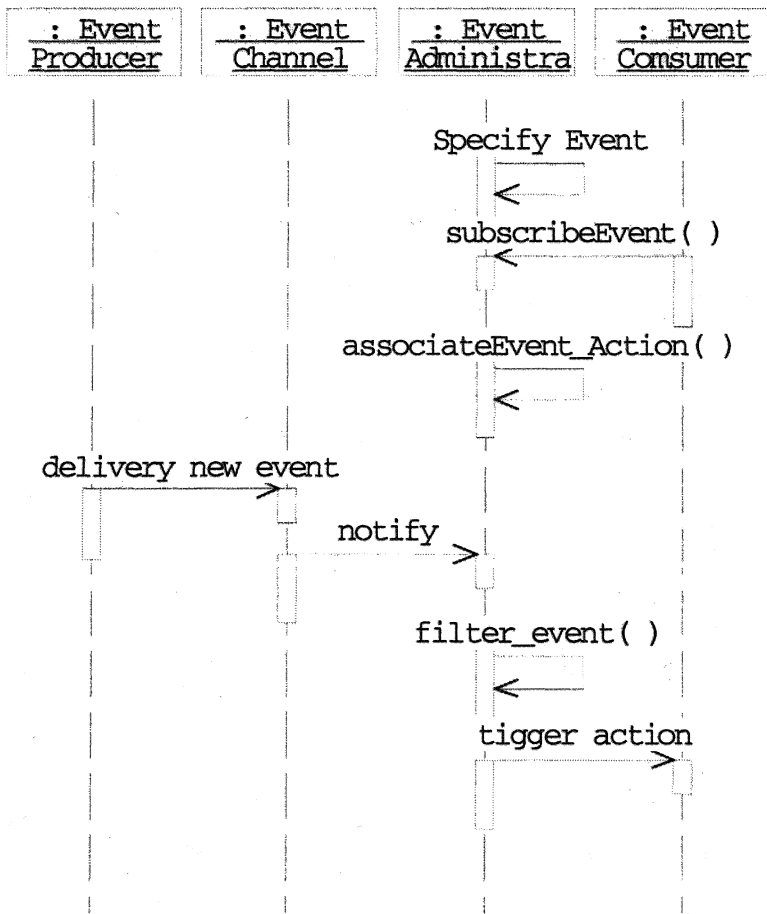 : Event
Producer
: Event
Channel
: Event
Administra
: Event
Comsumer
Specify Event
subscribeEvent( )
associateEvent_Action( )
delivery new event
notify
filter_event( )
tigger action